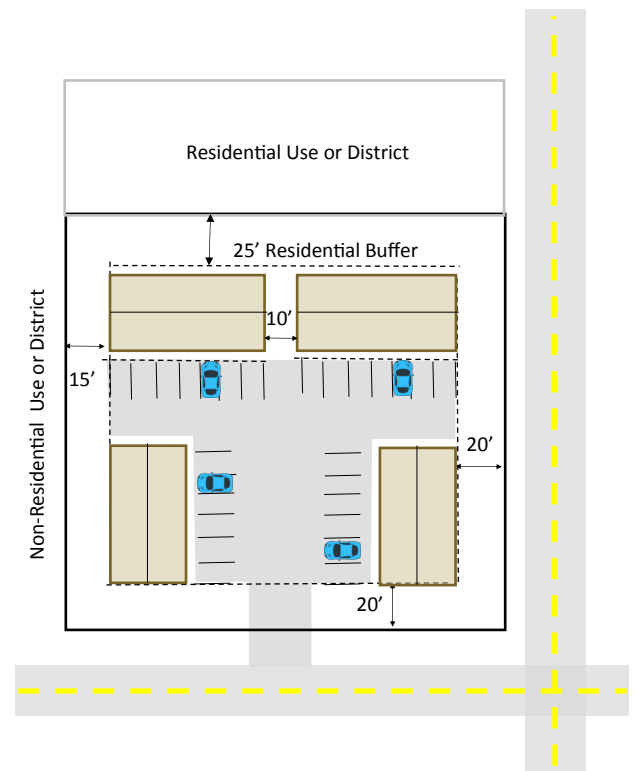 Residential Use or District
25’ Residential Buffer
10’
Non-Residential Use or District
15’
20’
20’